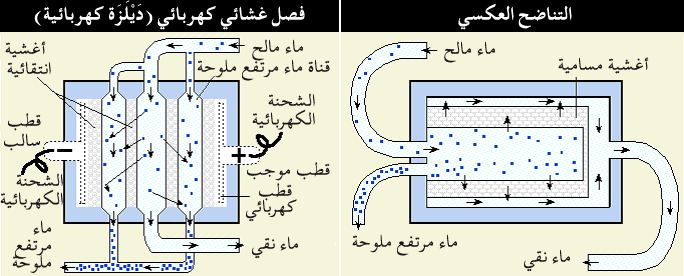 التناضح العكسي
ماء مالح
أغشية مسامية
ماء مرتفع ملوحة
ماء نقي
فصل غشائي كهربائي (دَيْلَزَة كهربائية)
ماء مالح
أغشية
انتقائية
قناة ماء مرتفع ملوحة
الشحنة
الكهربائية
قطب
سالب
+
قطب موجب
قطب
كهربائي
الشحنة
الكهربائية
ماء
مرتفع
ملوحة
ماء نقي